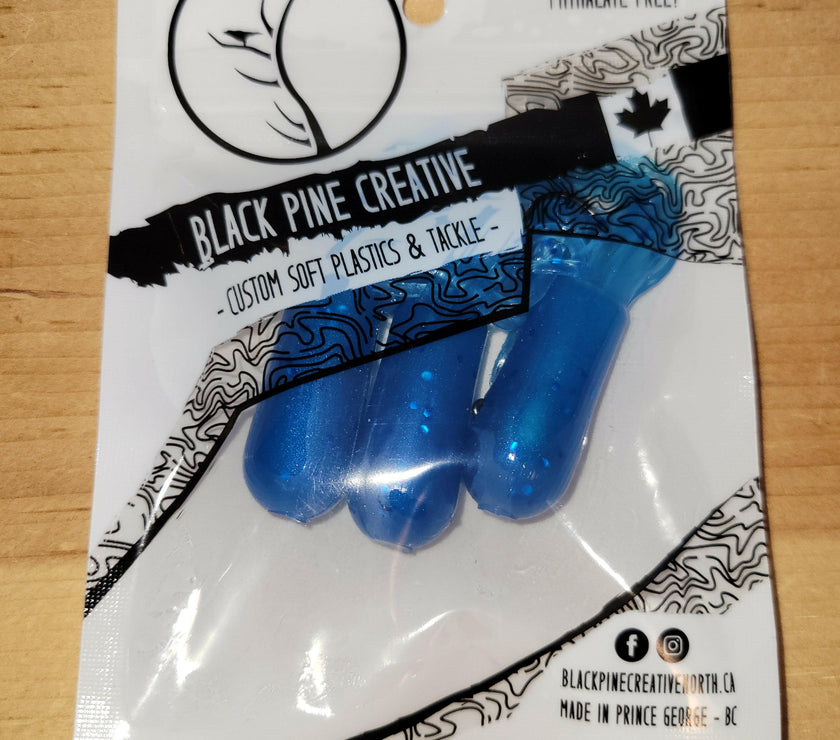 PHTHALATE FREE!
BLACK PINE CREATIVE
- CUSTOM SOFT PLASTICS & TACKLE -
BLACKPINECREATIVENORTH.CA
MADE IN PRINCE GEORGE - BC